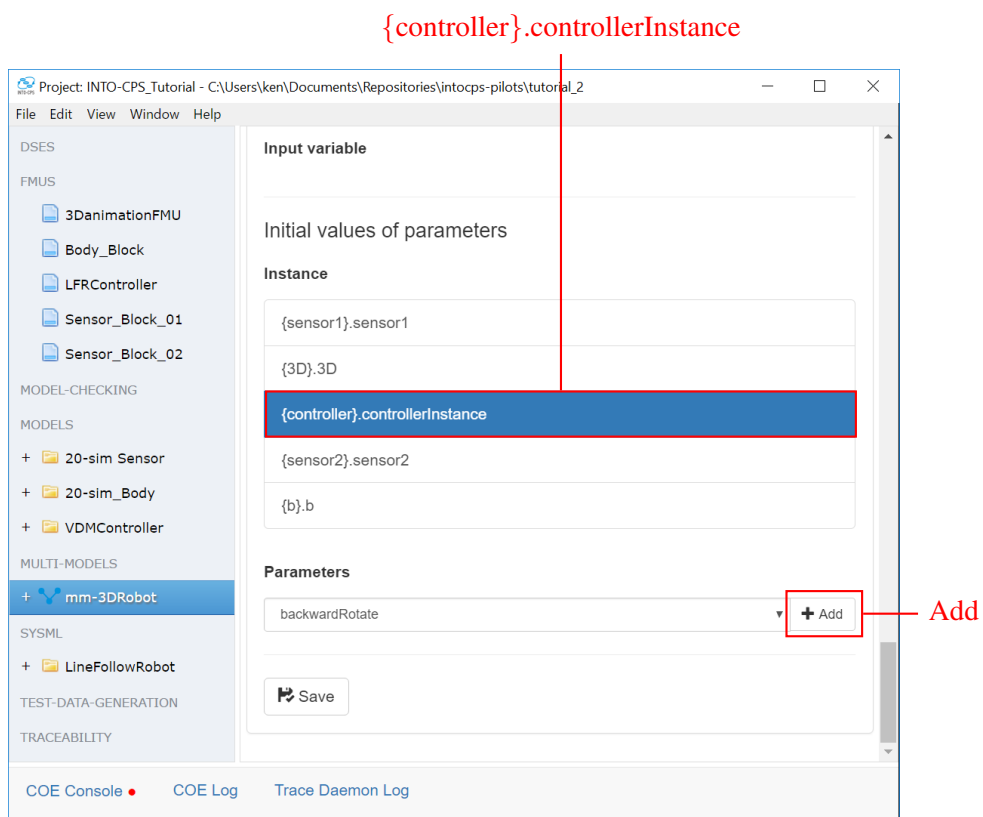 {controller}.controllerInstance
Project: INTO-CPS_Tutorial - C:\Users\ken\Documents\Repositories\intocps-pilots\tutorial_2
File Edit View Window Help
DSES
FMUS
3DanimationFMU
Body_Block
LFRController
Sensor_Block_01
Sensor_Block_02
MODEL-CHECKING
MODELS
+ 20-sim Sensor
+ 20-sim_Body
+ VDMController
MULTI-MODELS
+ mm-3DRobot
SYSML
+ LineFollowRobot
TEST-DATA-GENERATION
TRACEABILITY
Input variable
Initial values of parameters
Instance
{sensor1}.sensor1
{3D}.3D
{controller}.controllerInstance
{sensor2}.sensor2
{b}.b
Parameters
backwardRotate
+ Add
Add
Save
COE Console COE Log Trace Daemon Log